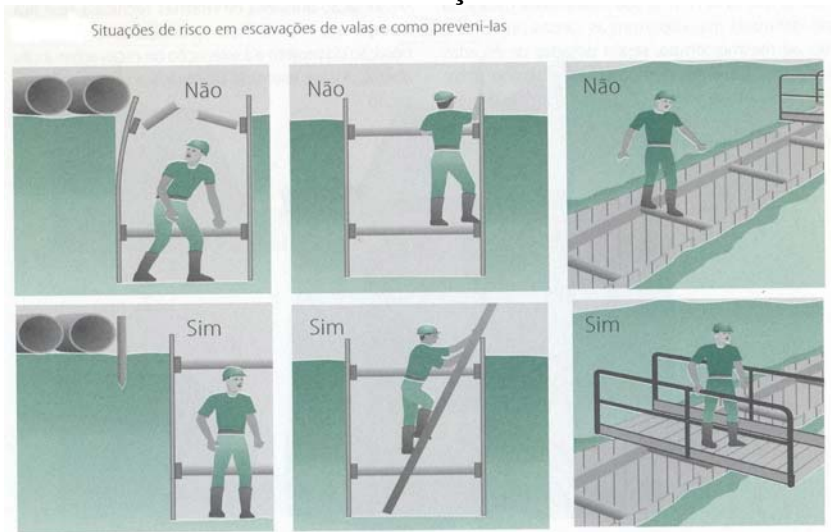 Situações de risco em escavações de valas e como preveni-las
Não
Não
Não
Sim
Sim
Sim